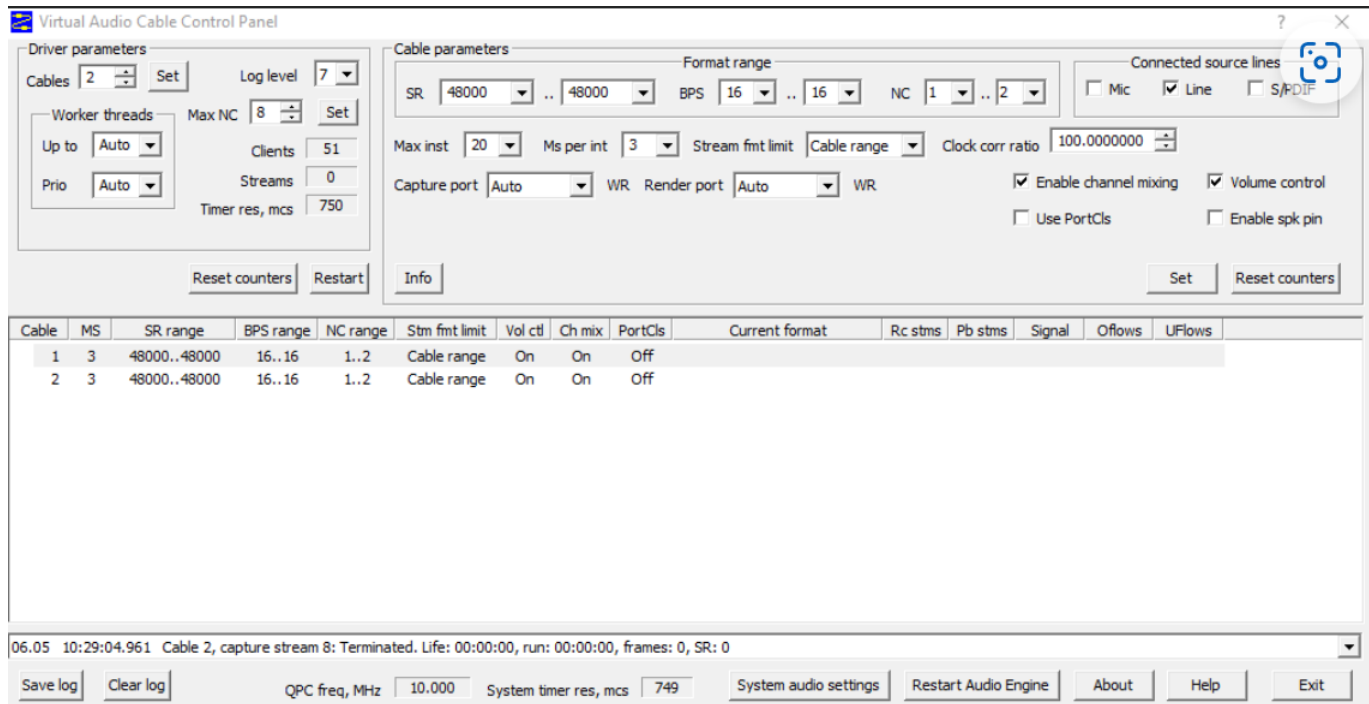 Virtual Audio Cable Control Panel ?
Driver parameters
Cables 2 Set Log level 7
Worker threads Max NC 8 Set
Up to Auto Clients 51
Prio Auto Streams 0
Timer res, mcs 750
Reset counters Restart
Cable parameters
Format range
SR 48000 .. 48000 BPS 16 .. 16 NC 1 .. 2
Connected source lines
Mic Line S/PDIF
Max inst 20 Ms per int 3 Stream fmt limit Cable range Clock corr ratio 100.0000000
Capture port Auto WR Render port Auto WR Enable channel mixing Volume control
Use PortCls Enable spk pin
Info Set Reset counters
Cable MS SR range BPS range NC range Stm fmt limit Vol ctl Ch mix PortCls Current format Rc stms Pb stms Signal Oflows UFlows
1 3 48000..48000 16..16 1..2 Cable range On On Off
2 3 48000..48000 16..16 1..2 Cable range On On Off
06.05 10:29:04.961 Cable 2, capture stream 8: Terminated. Life: 00:00:00, run: 00:00:00, frames: 0, SR: 0
Save log Clear log QPC freq, MHz 10.000 System timer res, mcs 749 System audio settings Restart Audio Engine About Help Exit